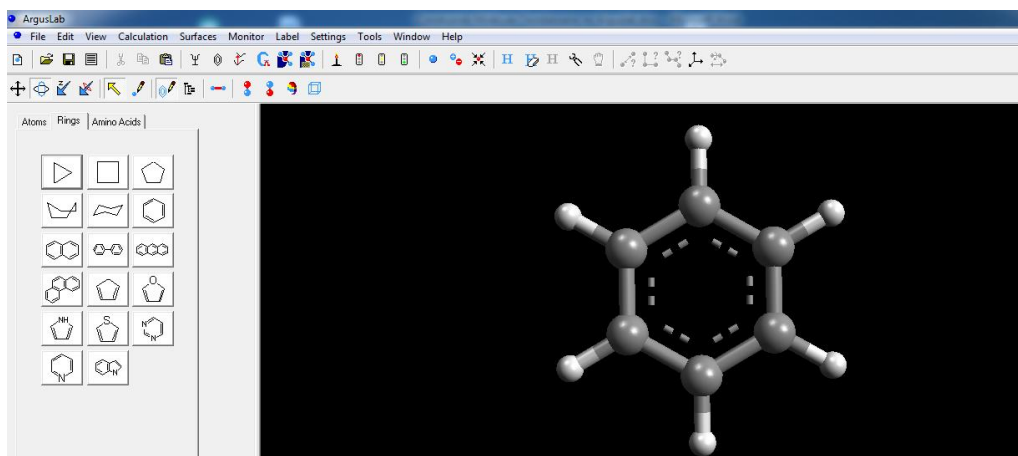 ArgusLab
File Edit View Calculation Surfaces Monitor Label Settings Tools Window Help
H H H
Atoms Rings Amino Acids
O
NH S N N
N N